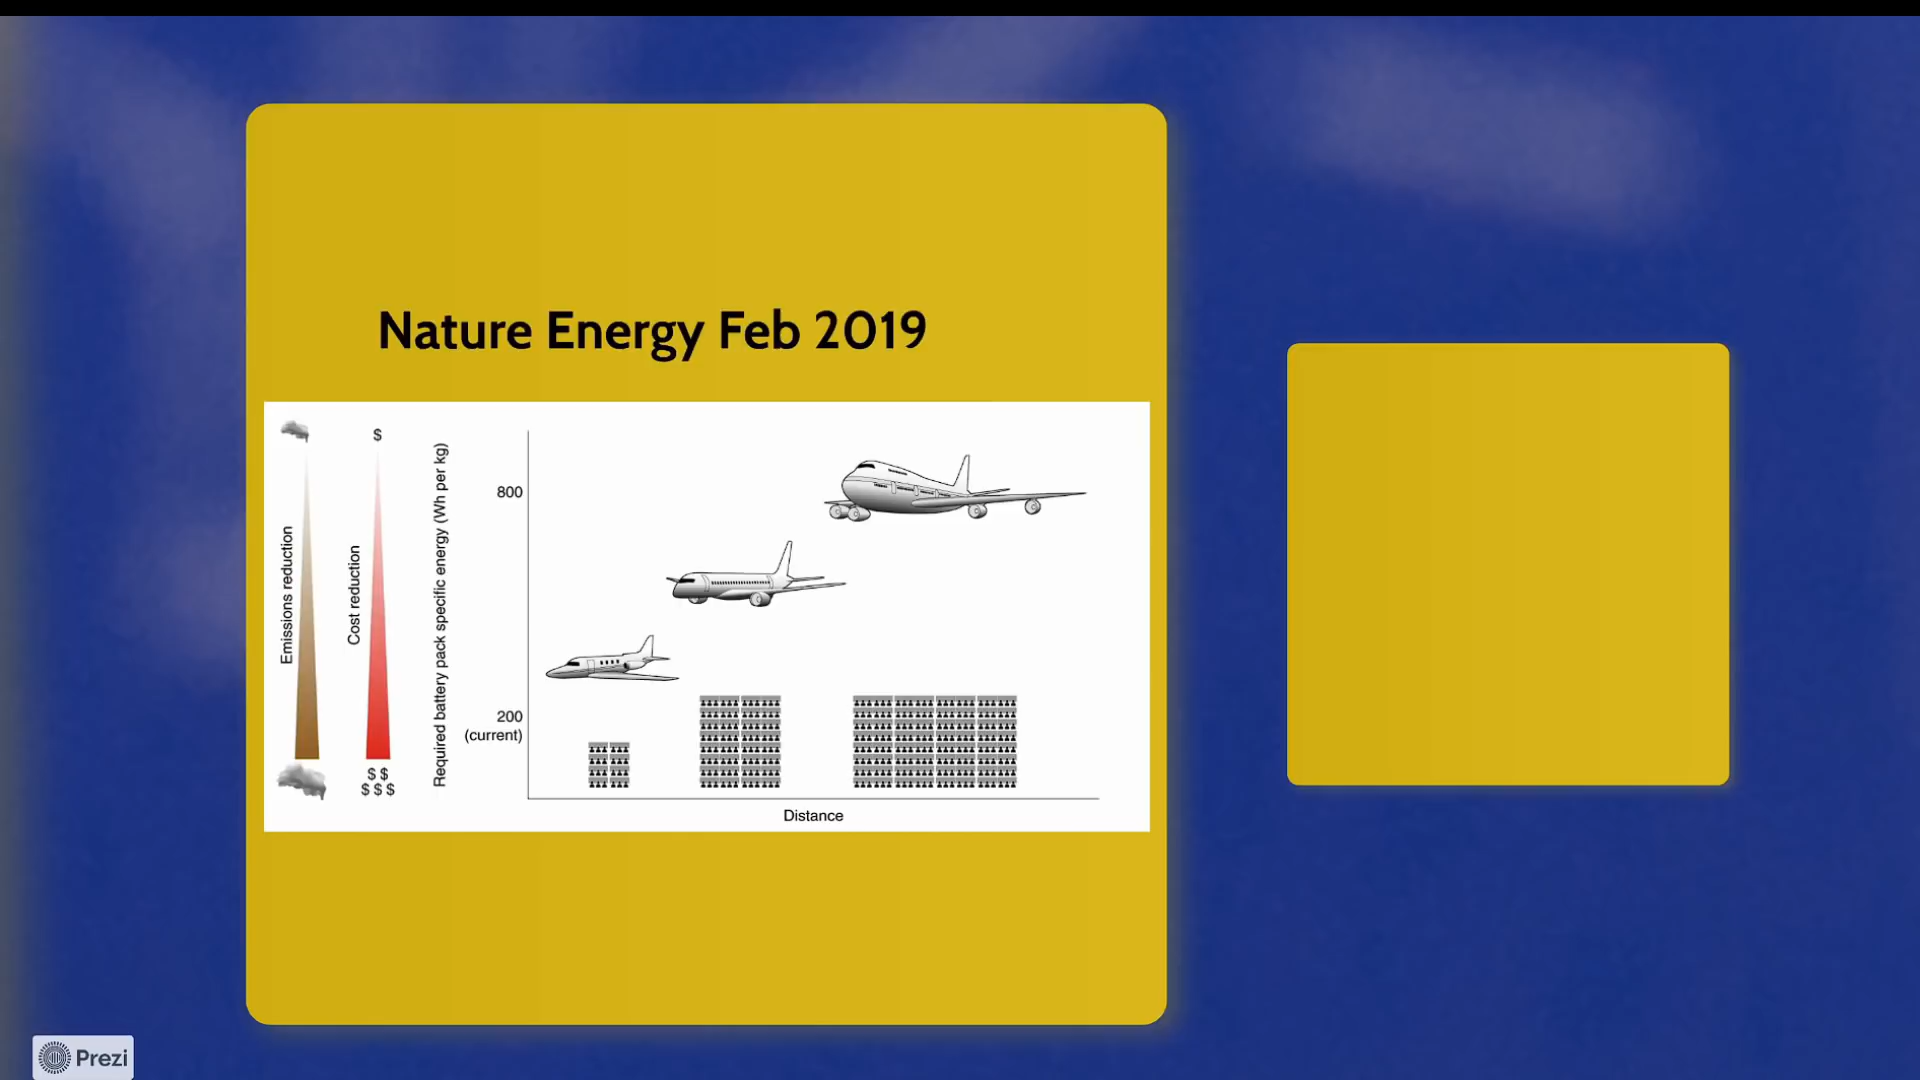 Nature Energy Feb 2019
$
Emissions reduction
Cost reduction
$ $
$ $ $
Required battery pack specific energy (Wh per kg)
800
200
(current)
Distance
Prezi